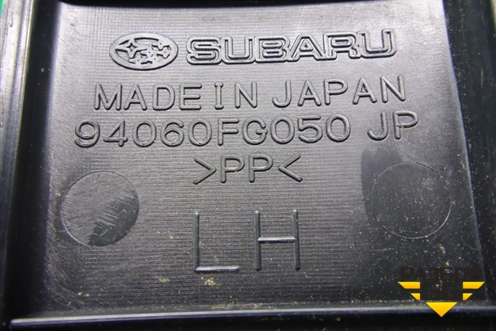 SUBARU
MADE IN JAPAN
94060FG050 JP
>PP<
LH